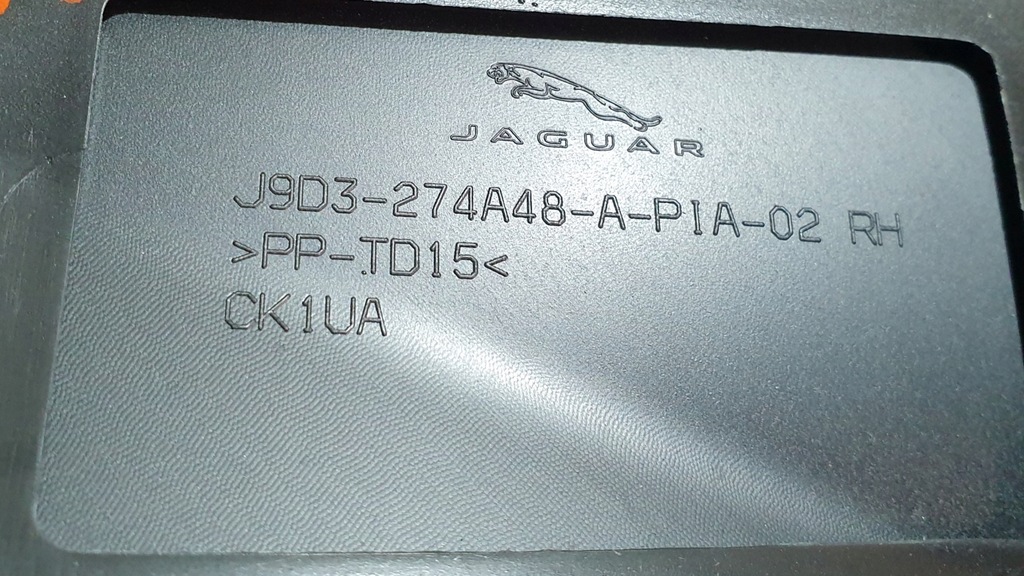 JAGUAR
J9D3-274A48-A-PIA-02 RH
>PP-TD15<
CK1UA